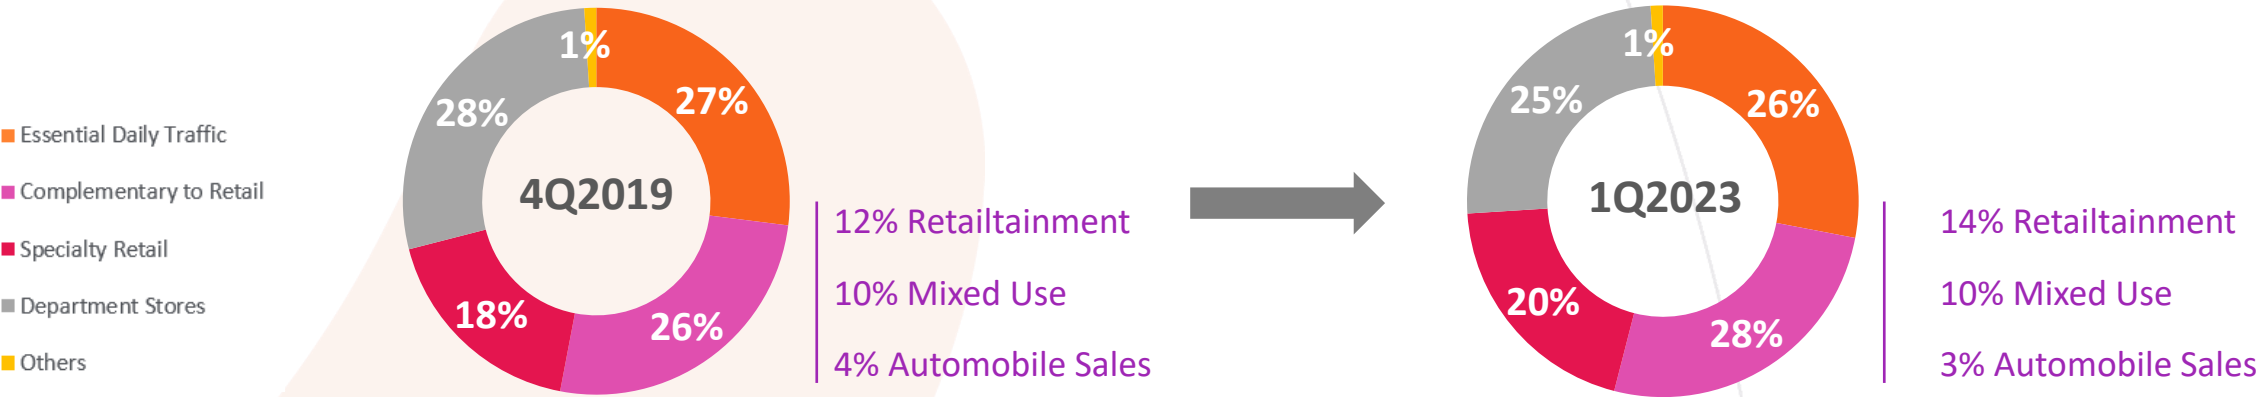 Essential Daily Traffic
Complementary to Retail
Specialty Retail
Department Stores
Others
4Q2019
1%
27%
28%
18%
26%
12% Retailtainment
10% Mixed Use
4% Automobile Sales
1Q2023
1%
26%
25%
20%
28%
14% Retailtainment
10% Mixed Use
3% Automobile Sales